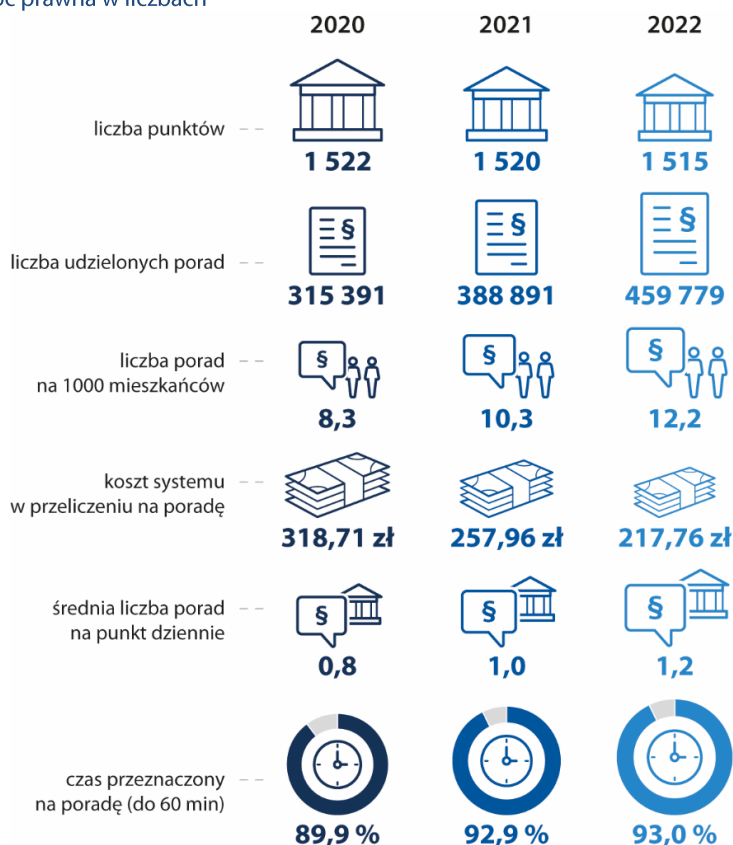 prawna w liczbach
2020 2021 2022
liczba punktów
1 522 1 520 1 515
§ § §
liczba udzielonych porad
315 391 388 891 459 779
§ § §
liczba porad
na 1000 mieszkańców
8,3 10,3 12,2
koszt systemu
w przeliczeniu na poradę
318,71 zł 257,96 zł 217,76 zł
§ § §
średnia liczba porad
na punkt dziennie
0,8 1,0 1,2
czas przeznaczony
na poradę (do 60 min)
89,9 % 92,9 % 93,0 %